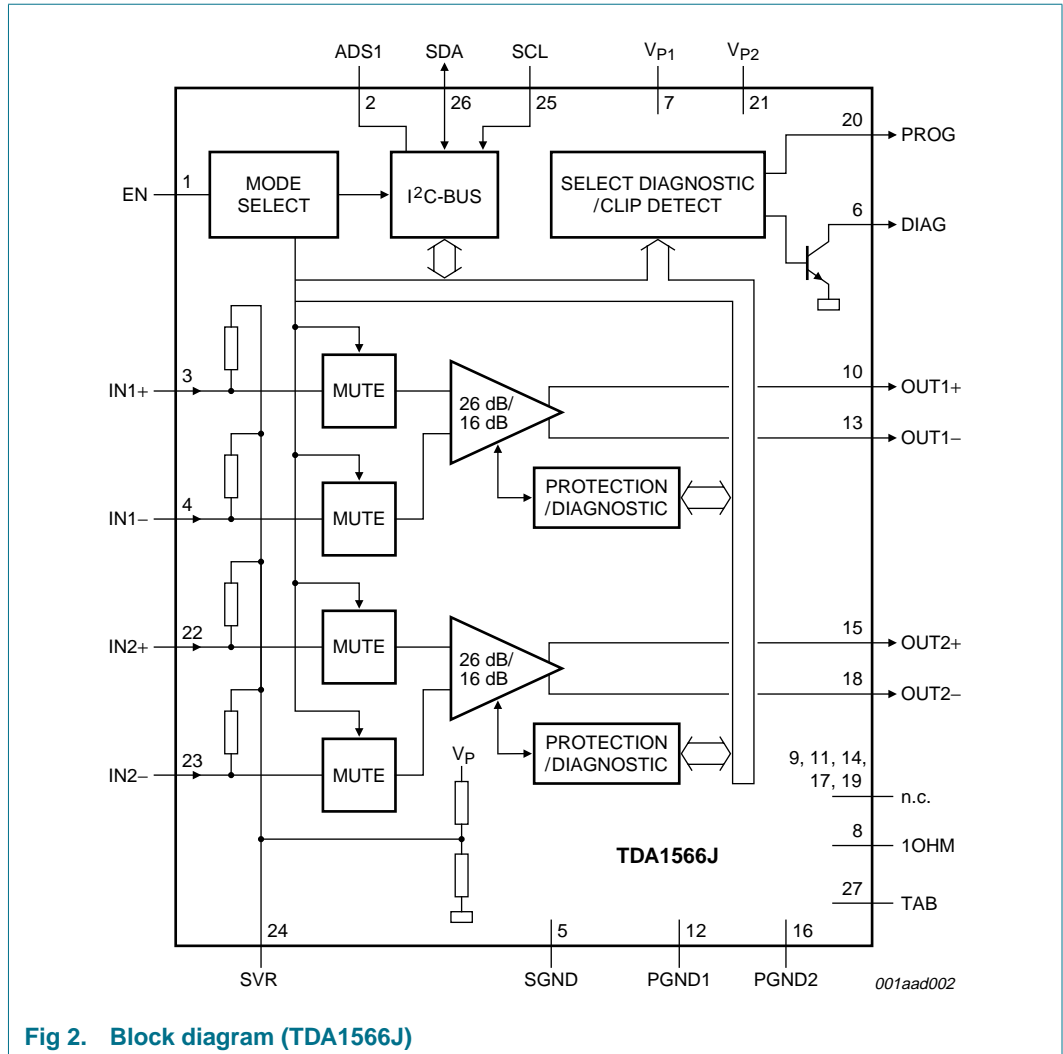 ADS1 SDA SCL VP1 VP2
2 26 25 7 21
20 PROG
EN 1 MODE SELECT
I2C-BUS
SELECT DIAGNOSTIC
/CLIP DETECT
6 DIAG
IN1+ 3 MUTE
26 dB/
16 dB
10 OUT1+
13 OUT1−
IN1− 4 MUTE
PROTECTION
/DIAGNOSTIC
IN2+ 22 MUTE
26 dB/
16 dB
15 OUT2+
18 OUT2−
IN2− 23 MUTE
VP
PROTECTION
/DIAGNOSTIC
9, 11, 14,
17, 19
n.c.
8 1OHM
TDA1566J
27 TAB
24 5 12 16
SVR SGND PGND1 PGND2
001aad002
Fig 2. Block diagram (TDA1566J)